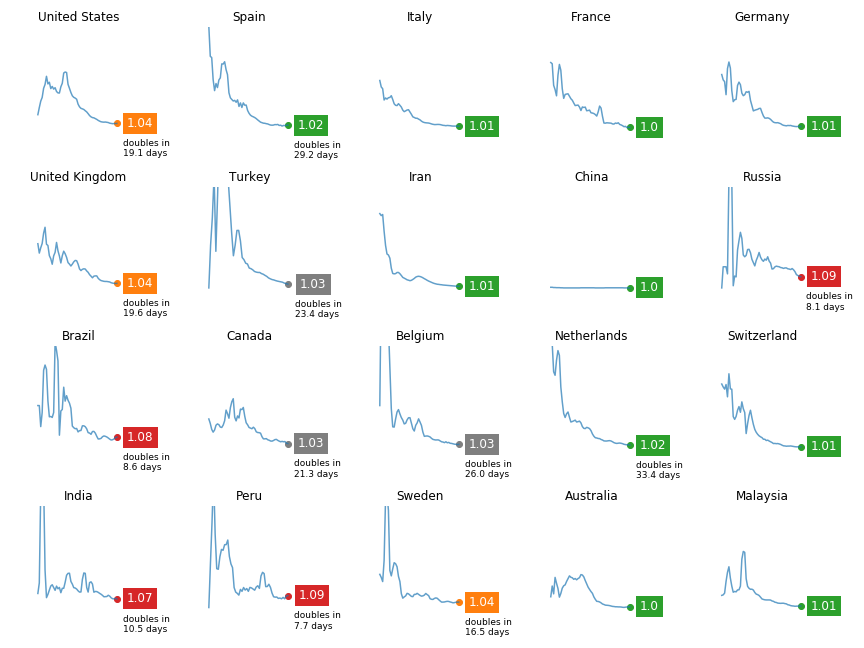 United States
Spain
Italy
France
Germany
1.04
1.02
1.01
1.0
1.01
doubles in
19.1 days
doubles in
29.2 days
United Kingdom
Turkey
Iran
China
Russia
1.04
1.03
1.01
1.0
1.09
doubles in
19.6 days
doubles in
23.4 days
doubles in
8.1 days
Brazil
Canada
Belgium
Netherlands
Switzerland
1.08
1.03
1.03
1.02
1.01
doubles in
8.6 days
doubles in
21.3 days
doubles in
26.0 days
doubles in
33.4 days
India
Peru
Sweden
Australia
Malaysia
1.07
1.09
1.04
1.0
1.01
doubles in
10.5 days
doubles in
7.7 days
doubles in
16.5 days